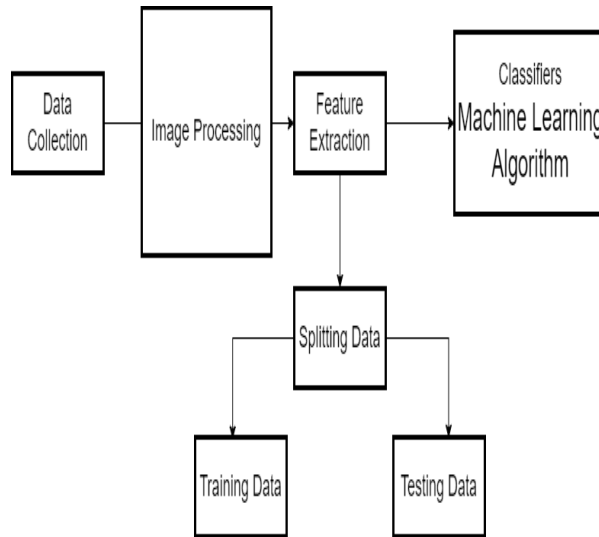 Data
Collection
Image Processing
Feature
Extraction
Classifiers
Machine Learning
Algorithm
Splitting Data
Training Data
Testing Data